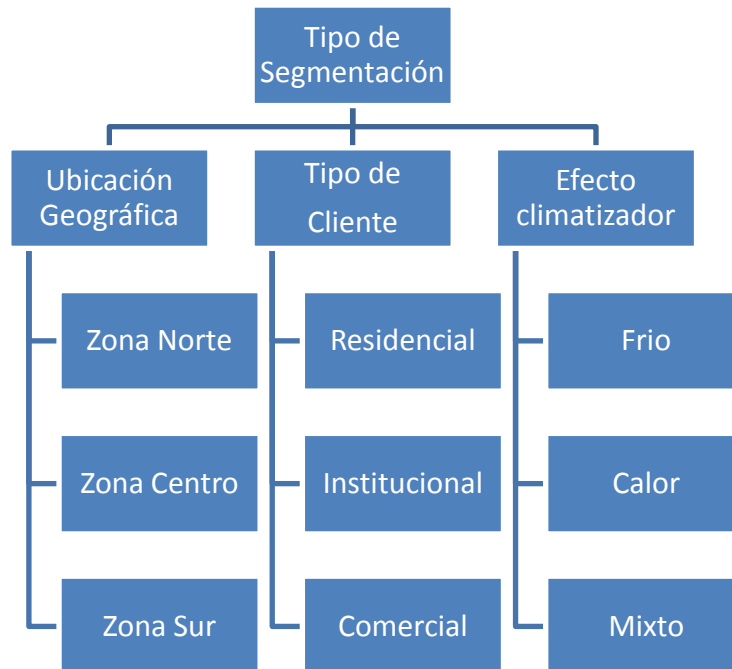 Tipo de
Segmentación
Ubicación
Geográfica
Tipo de
Cliente
Efecto
climatizador
Zona Norte
Residencial
Frio
Zona Centro
Institucional
Calor
Zona Sur
Comercial
Mixto